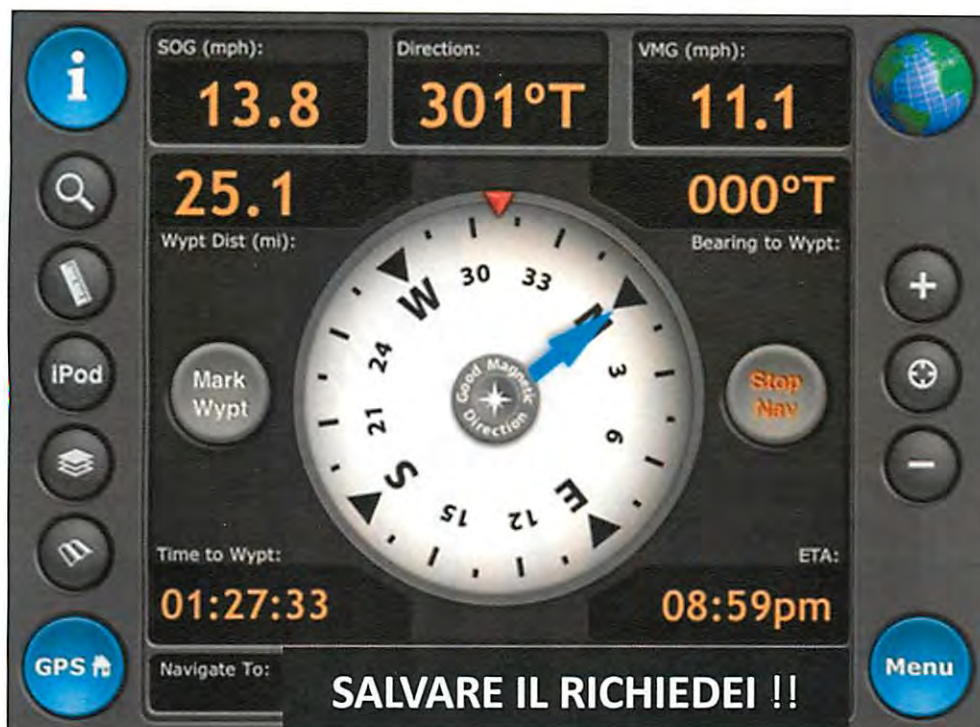 i
SOG (mph):
13.8
Direction:
301°T
VMG (mph):
11.1
25.1
Wypt Dist (mi):
000°T
Bearing to Wypt:
30
33
W
N
24
3
21
6
S
E
15
12
Good Magnetic
Direction
iPod
Mark
Wypt
Stop
Nav
+
−
Time to Wypt:
01:27:33
ETA:
08:59pm
GPS
Navigate To:
SALVARE IL RICHIEDEI !!
Menu